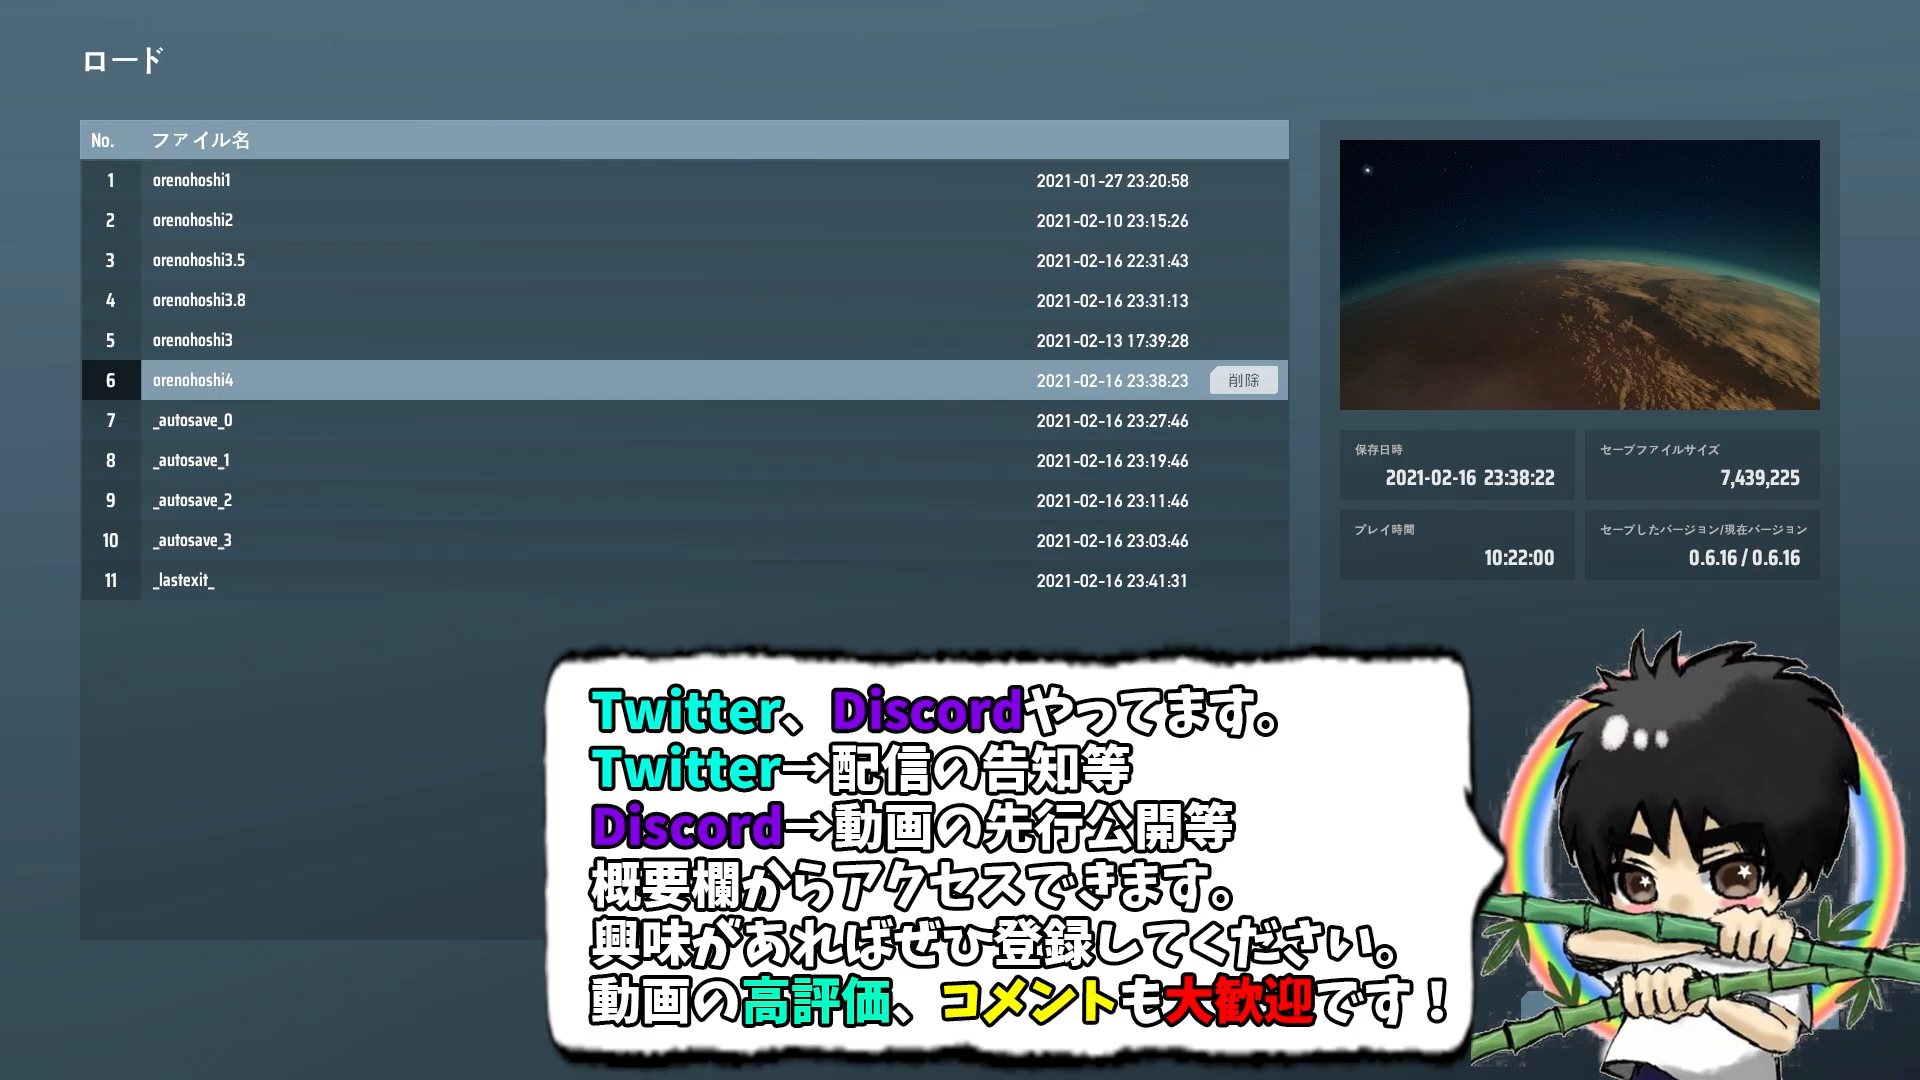 ロード
No. ファイル名
1 orenohoshi1 2021-01-27 23:20:58
2 orenohoshi2 2021-02-10 23:15:26
3 orenohoshi3.5 2021-02-16 22:31:43
4 orenohoshi3.8 2021-02-16 23:31:13
5 orenohoshi3 2021-02-13 17:39:28
6 orenohoshi4 2021-02-16 23:38:23 削除
7 _autosave_0 2021-02-16 23:27:46
8 _autosave_1 2021-02-16 23:19:46
9 _autosave_2 2021-02-16 23:11:46
10 _autosave_3 2021-02-16 23:03:46
11 _lastexit_ 2021-02-16 23:41:31
保存日時
2021-02-16 23:38:22
セーブファイルサイズ
7,439,225
プレイ時間
10:22:00
セーブしたバージョン/現在バージョン
0.6.16 / 0.6.16
Twitter、Discordやってます。
Twitter→配信の告知等
Discord→動画の先行公開等
概要欄からアクセスできます。
興味があればぜひ登録してください。
動画の高評価、コメントも大歓迎です！